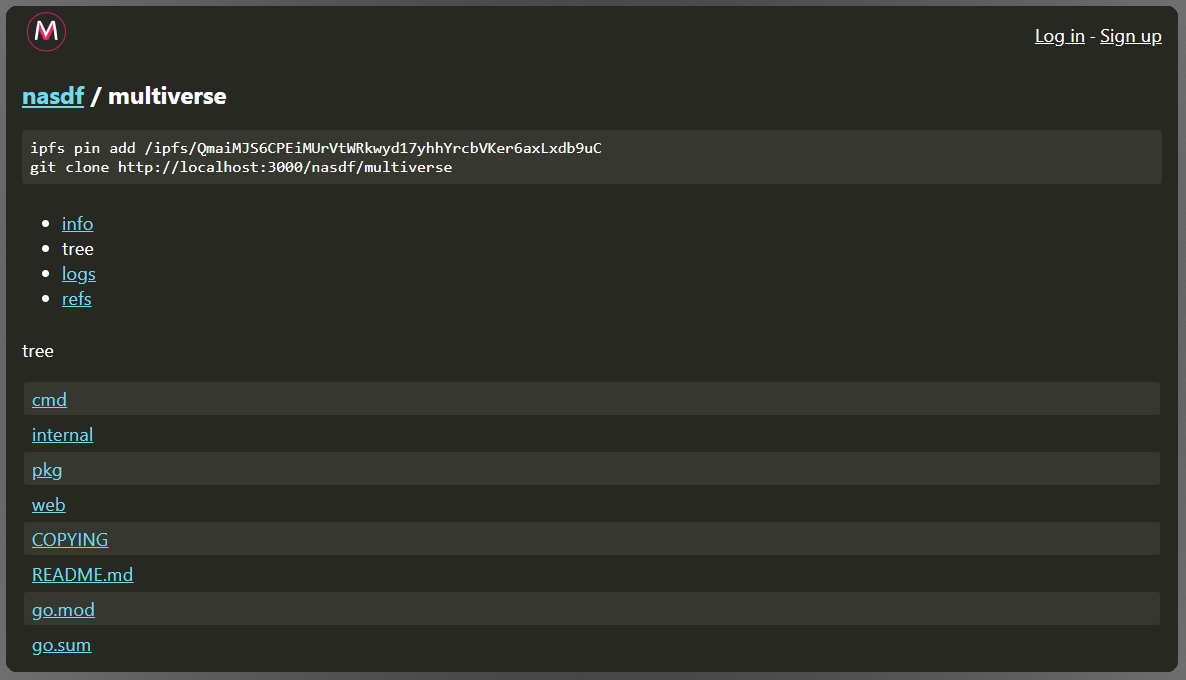 M
Log in - Sign up
nasdf / multiverse
ipfs pin add /ipfs/QmaiMJS6CPEiMUrVtWRkwyd17yhhYrcbVKer6axLxdb9uC
git clone http://localhost:3000/nasdf/multiverse
info
tree
logs
refs
tree
cmd
internal
pkg
web
COPYING
README.md
go.mod
go.sum